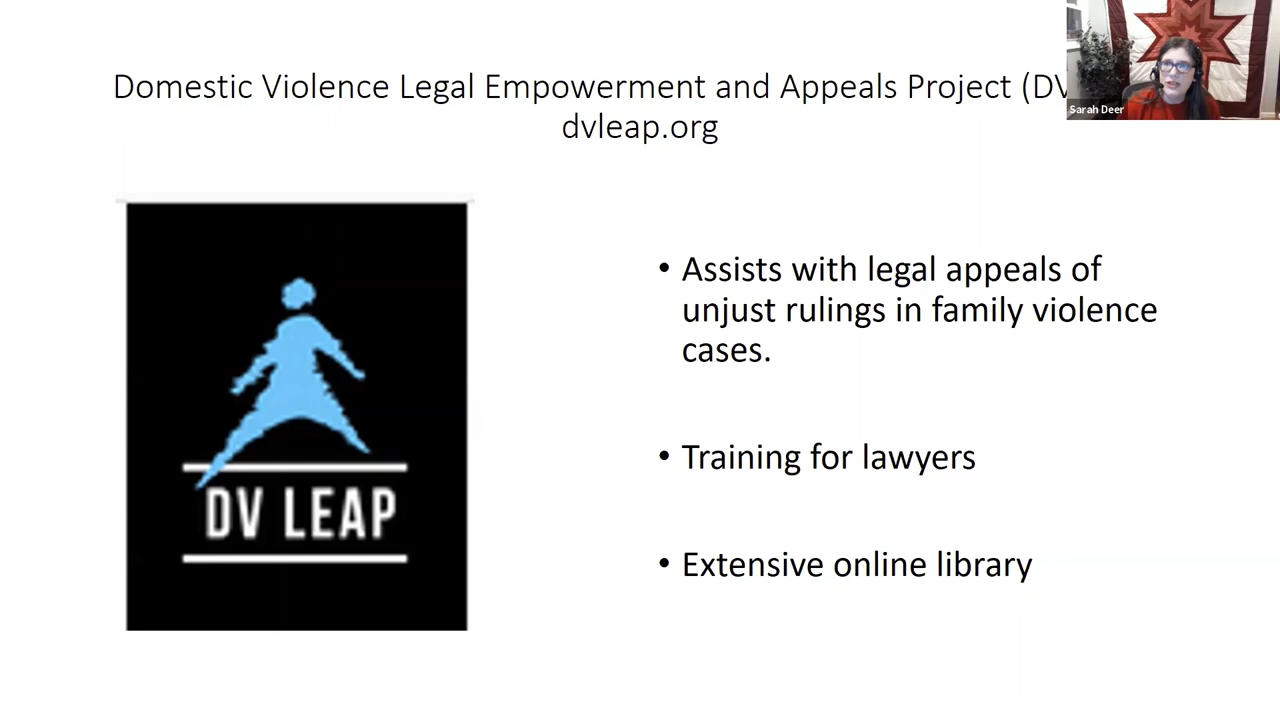 Domestic Violence Legal Empowerment and Appeals Project (DV
dvleap.org
Sarah Deer
DV LEAP
• Assists with legal appeals of
unjust rulings in family violence
cases.
• Training for lawyers
• Extensive online library